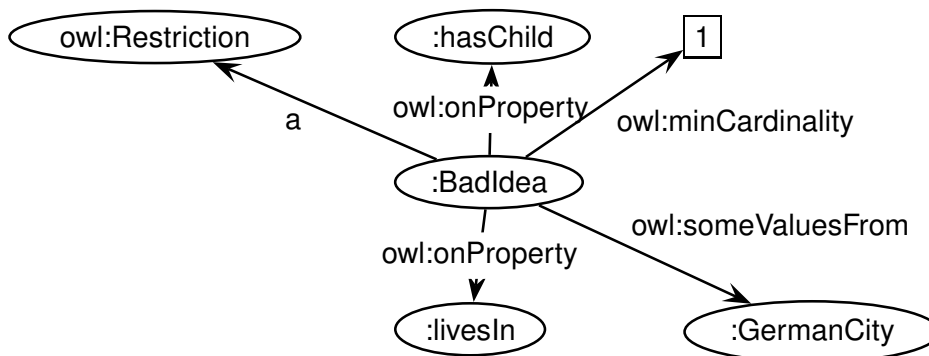 owl:Restriction
:hasChild
1
owl:onProperty
a
owl:minCardinality
:BadIdea
owl:someValuesFrom
owl:onProperty
:livesIn
:GermanCity